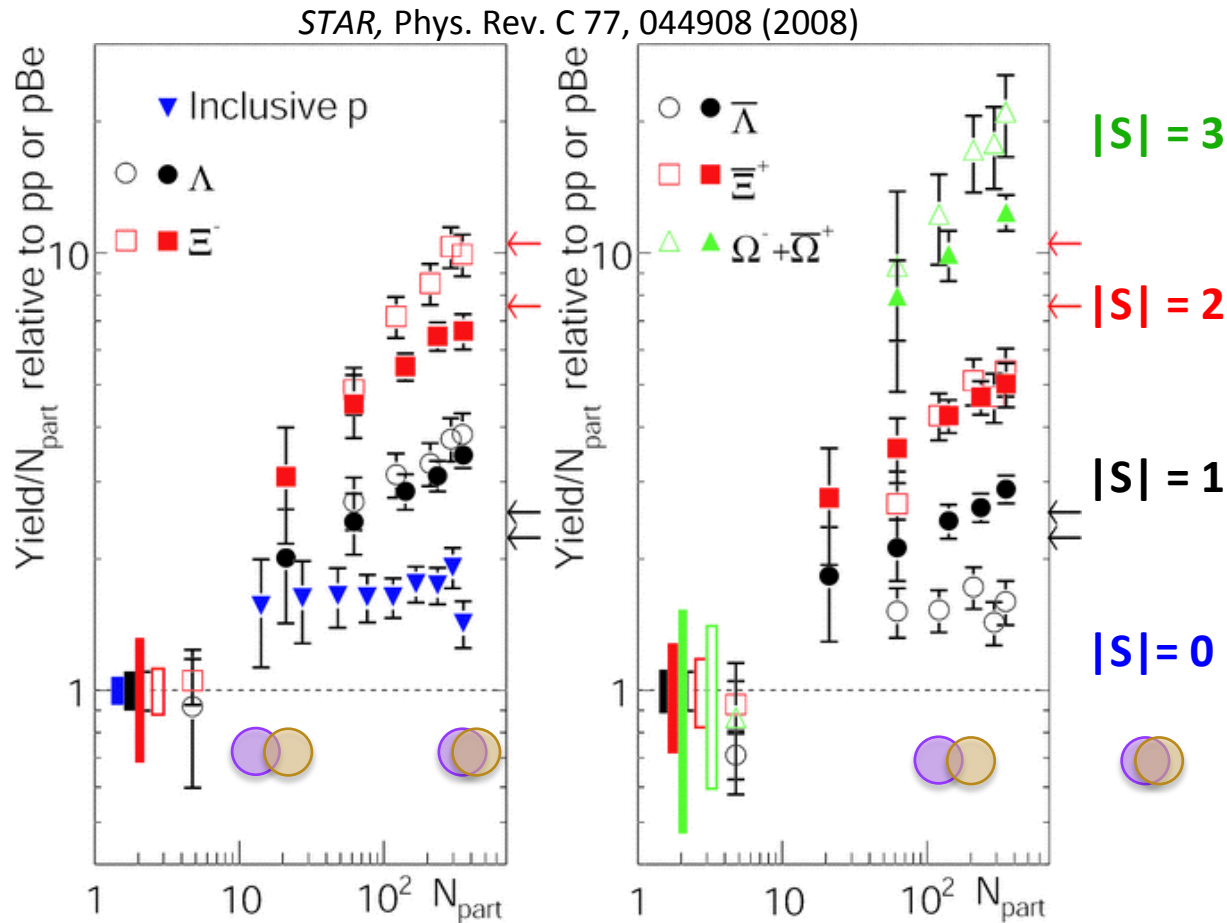 STAR, Phys. Rev. C 77, 044908 (2008)
Yield/N_part relative to pp or pBe
Inclusive p
Λ
Ξ⁻
10
1
1
10
10²
N_part
Yield/N_part relative to pp or pBe
Λ̅
Ξ̅⁺
Ω⁻+Ω̅⁺
20
10
1
1
10
10²
N_part
|S| = 3
|S| = 2
|S| = 1
|S|= 0